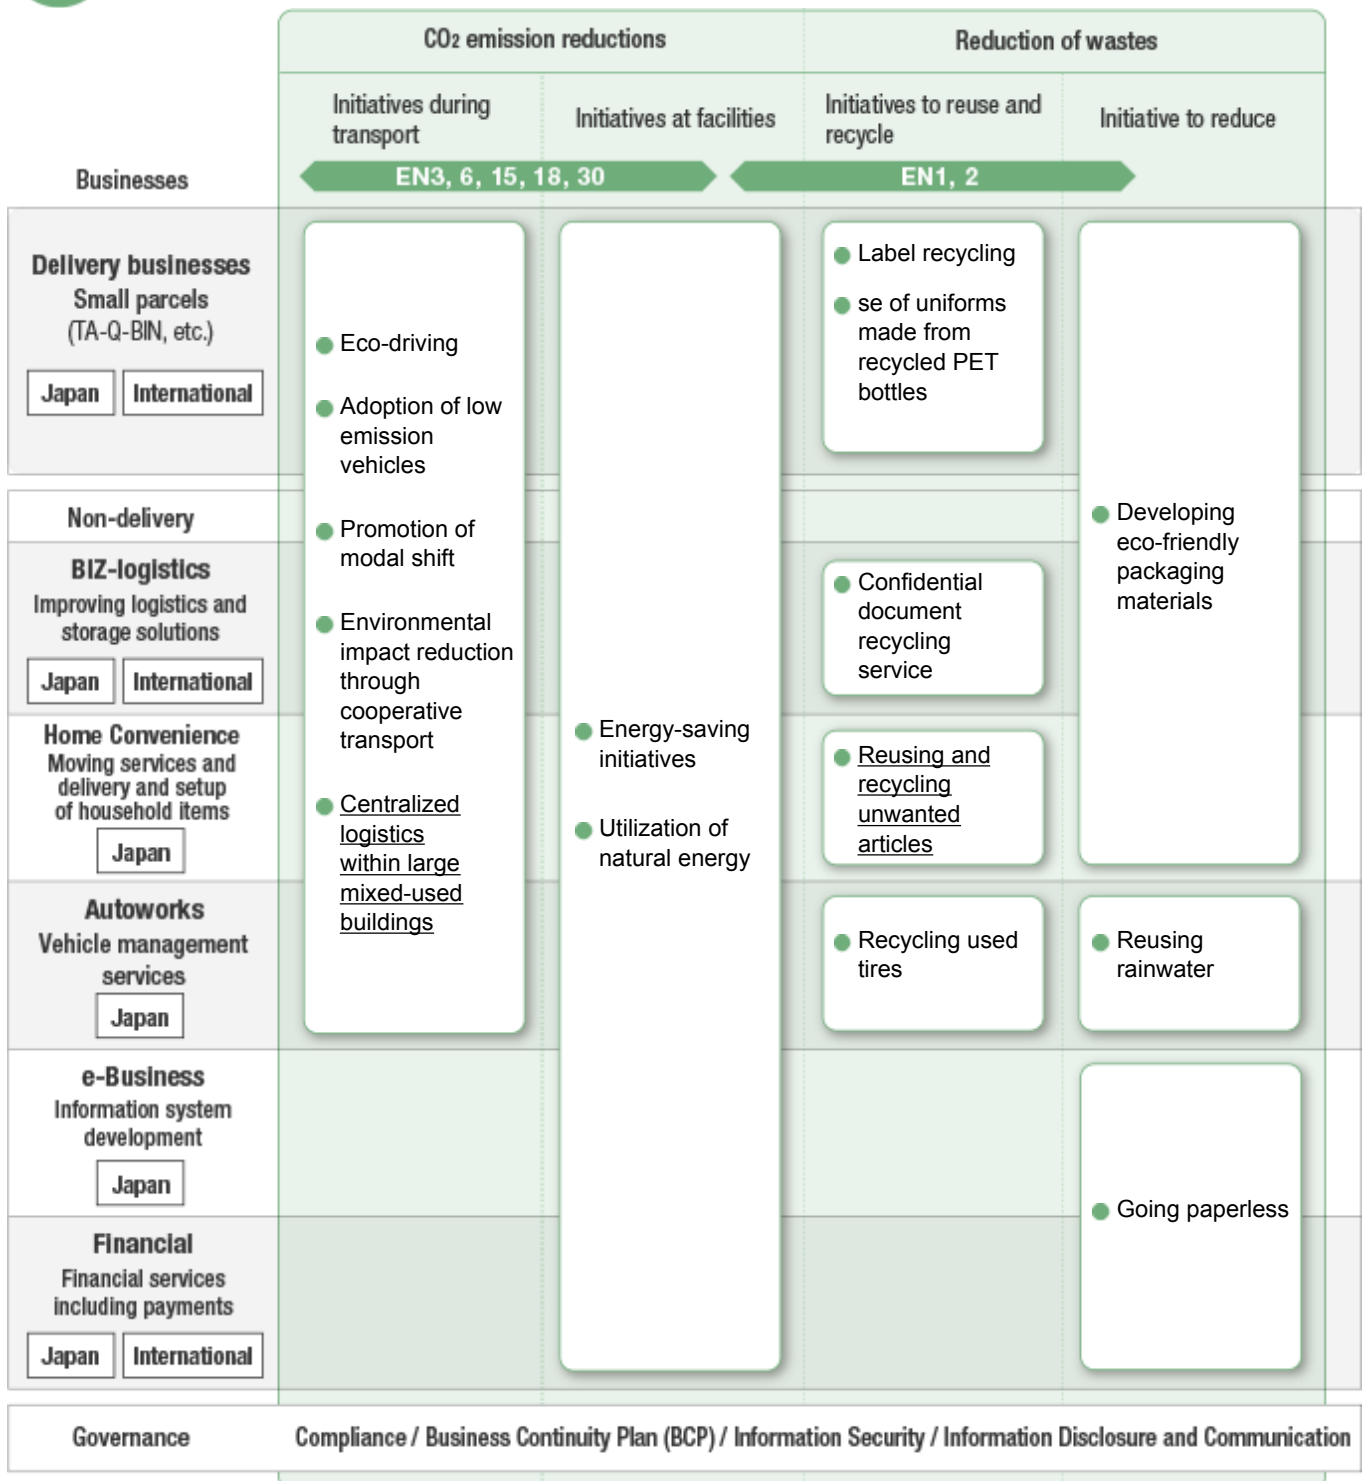 CO2 emission reductions
Reduction of wastes
Initiatives during
transport
Initiatives at facilities
Initiatives to reuse and
recycle
Initiative to reduce
Businesses
EN3, 6, 15, 18, 30
EN1, 2
Delivery businesses
Small parcels
(TA-Q-BIN, etc.)
Japan
International
Non-delivery
BIZ-logistics
Improving logistics and
storage solutions
Japan
International
Home Convenience
Moving services and
delivery and setup
of household items
Japan
Autoworks
Vehicle management
services
Japan
e-Business
Information system
development
Japan
Financial
Financial services
including payments
Japan
International
Eco-driving
Adoption of low
emission
vehicles
Promotion of
modal shift
Environmental
impact reduction
through
cooperative
transport
Centralized
logistics
within large
mixed-used
buildings
Energy-saving
initiatives
Utilization of
natural energy
Label recycling
se of uniforms
made from
recycled PET
bottles
Confidential
document
recycling
service
Reusing and
recycling
unwanted
articles
Recycling used
tires
Developing
eco-friendly
packaging
materials
Reusing
rainwater
Going paperless
Governance
Compliance / Business Continuity Plan (BCP) / Information Security / Information Disclosure and Communication